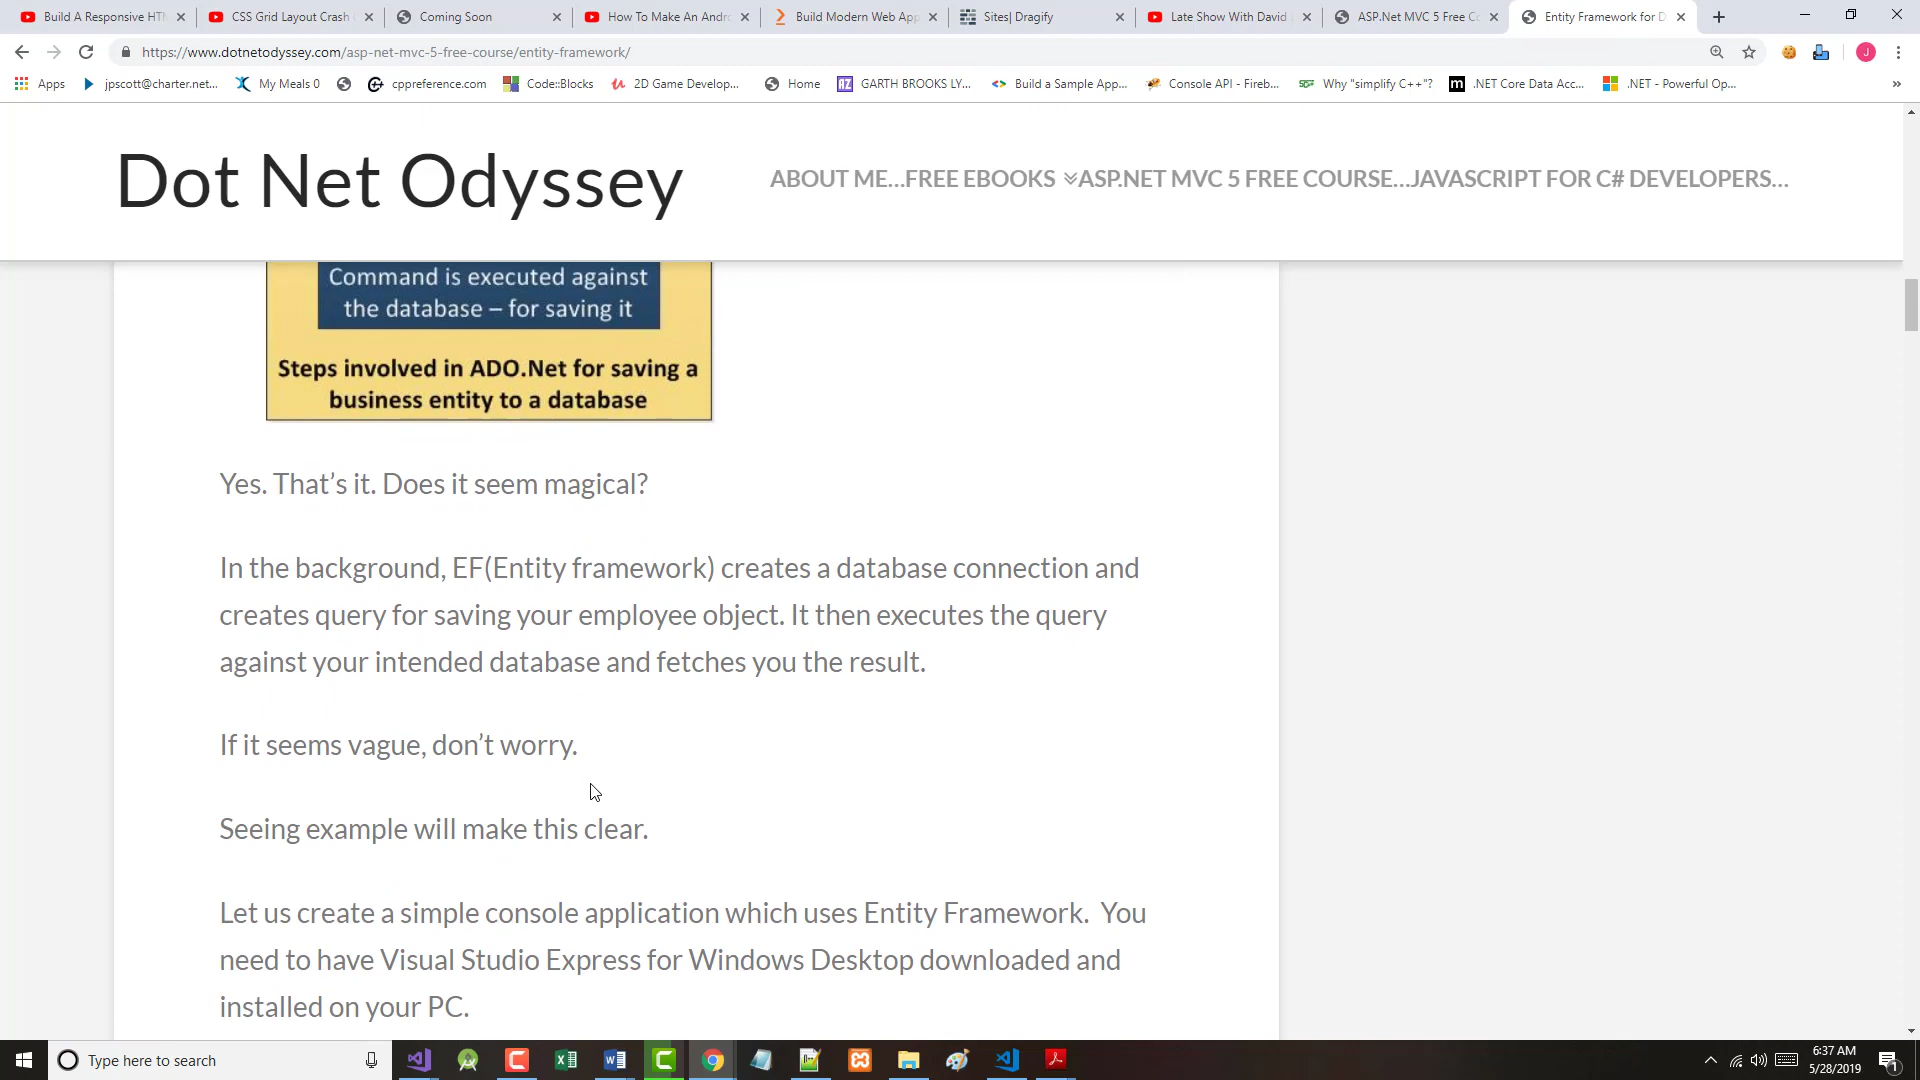 Build A Responsive HTM
CSS Grid Layout Crash
Coming Soon
How To Make An Andro
Build Modern Web App
Sites| Dragify
Late Show With David
ASP.Net MVC 5 Free Co
Entity Framework for D
https://www.dotnetodyssey.com/asp-net-mvc-5-free-course/entity-framework/
J
Apps
jpscott@charter.net...
My Meals 0
cppreference.com
Code::Blocks
2D Game Develop...
Home
AZ
GARTH BROOKS LY...
Build a Sample App...
Console API - Fireb...
Why "simplify C++"?
m
.NET Core Data Acc...
.NET - Powerful Op...
»
Dot Net Odyssey
ABOUT ME...FREE EBOOKS ASP.NET MVC 5 FREE COURSE...JAVASCRIPT FOR C# DEVELOPERS...
Command is executed against
the database – for saving it
Steps involved in ADO.Net for saving a
business entity to a database
Yes. That's it. Does it seem magical?
In the background, EF(Entity framework) creates a database connection and
creates query for saving your employee object. It then executes the query
against your intended database and fetches you the result.
If it seems vague, don't worry.
Seeing example will make this clear.
Let us create a simple console application which uses Entity Framework.  You
need to have Visual Studio Express for Windows Desktop downloaded and
installed on your PC.
Type here to search
6:37 AM
5/28/2019
1